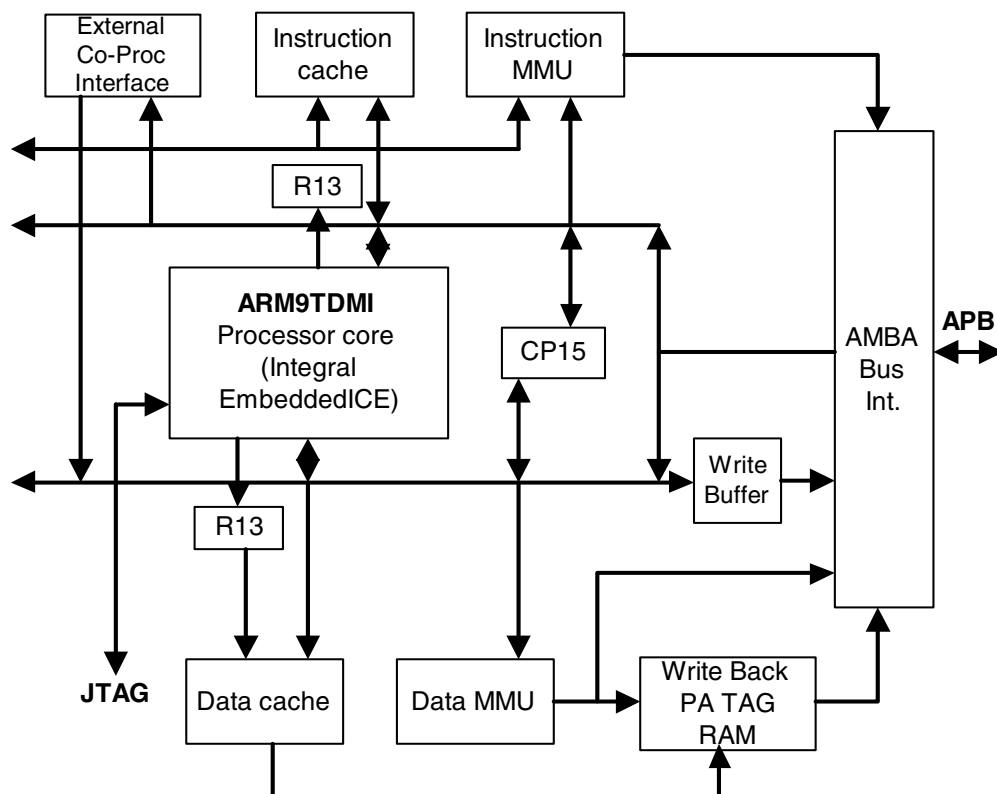 External
Co-Proc
Interface
Instruction
cache
Instruction
MMU
R13
ARM9TDMI
Processor core
(Integral
EmbeddedICE)
CP15
AMBA
Bus
Int.
APB
Write
Buffer
R13
JTAG
Data cache
Data MMU
Write Back
PA TAG
RAM